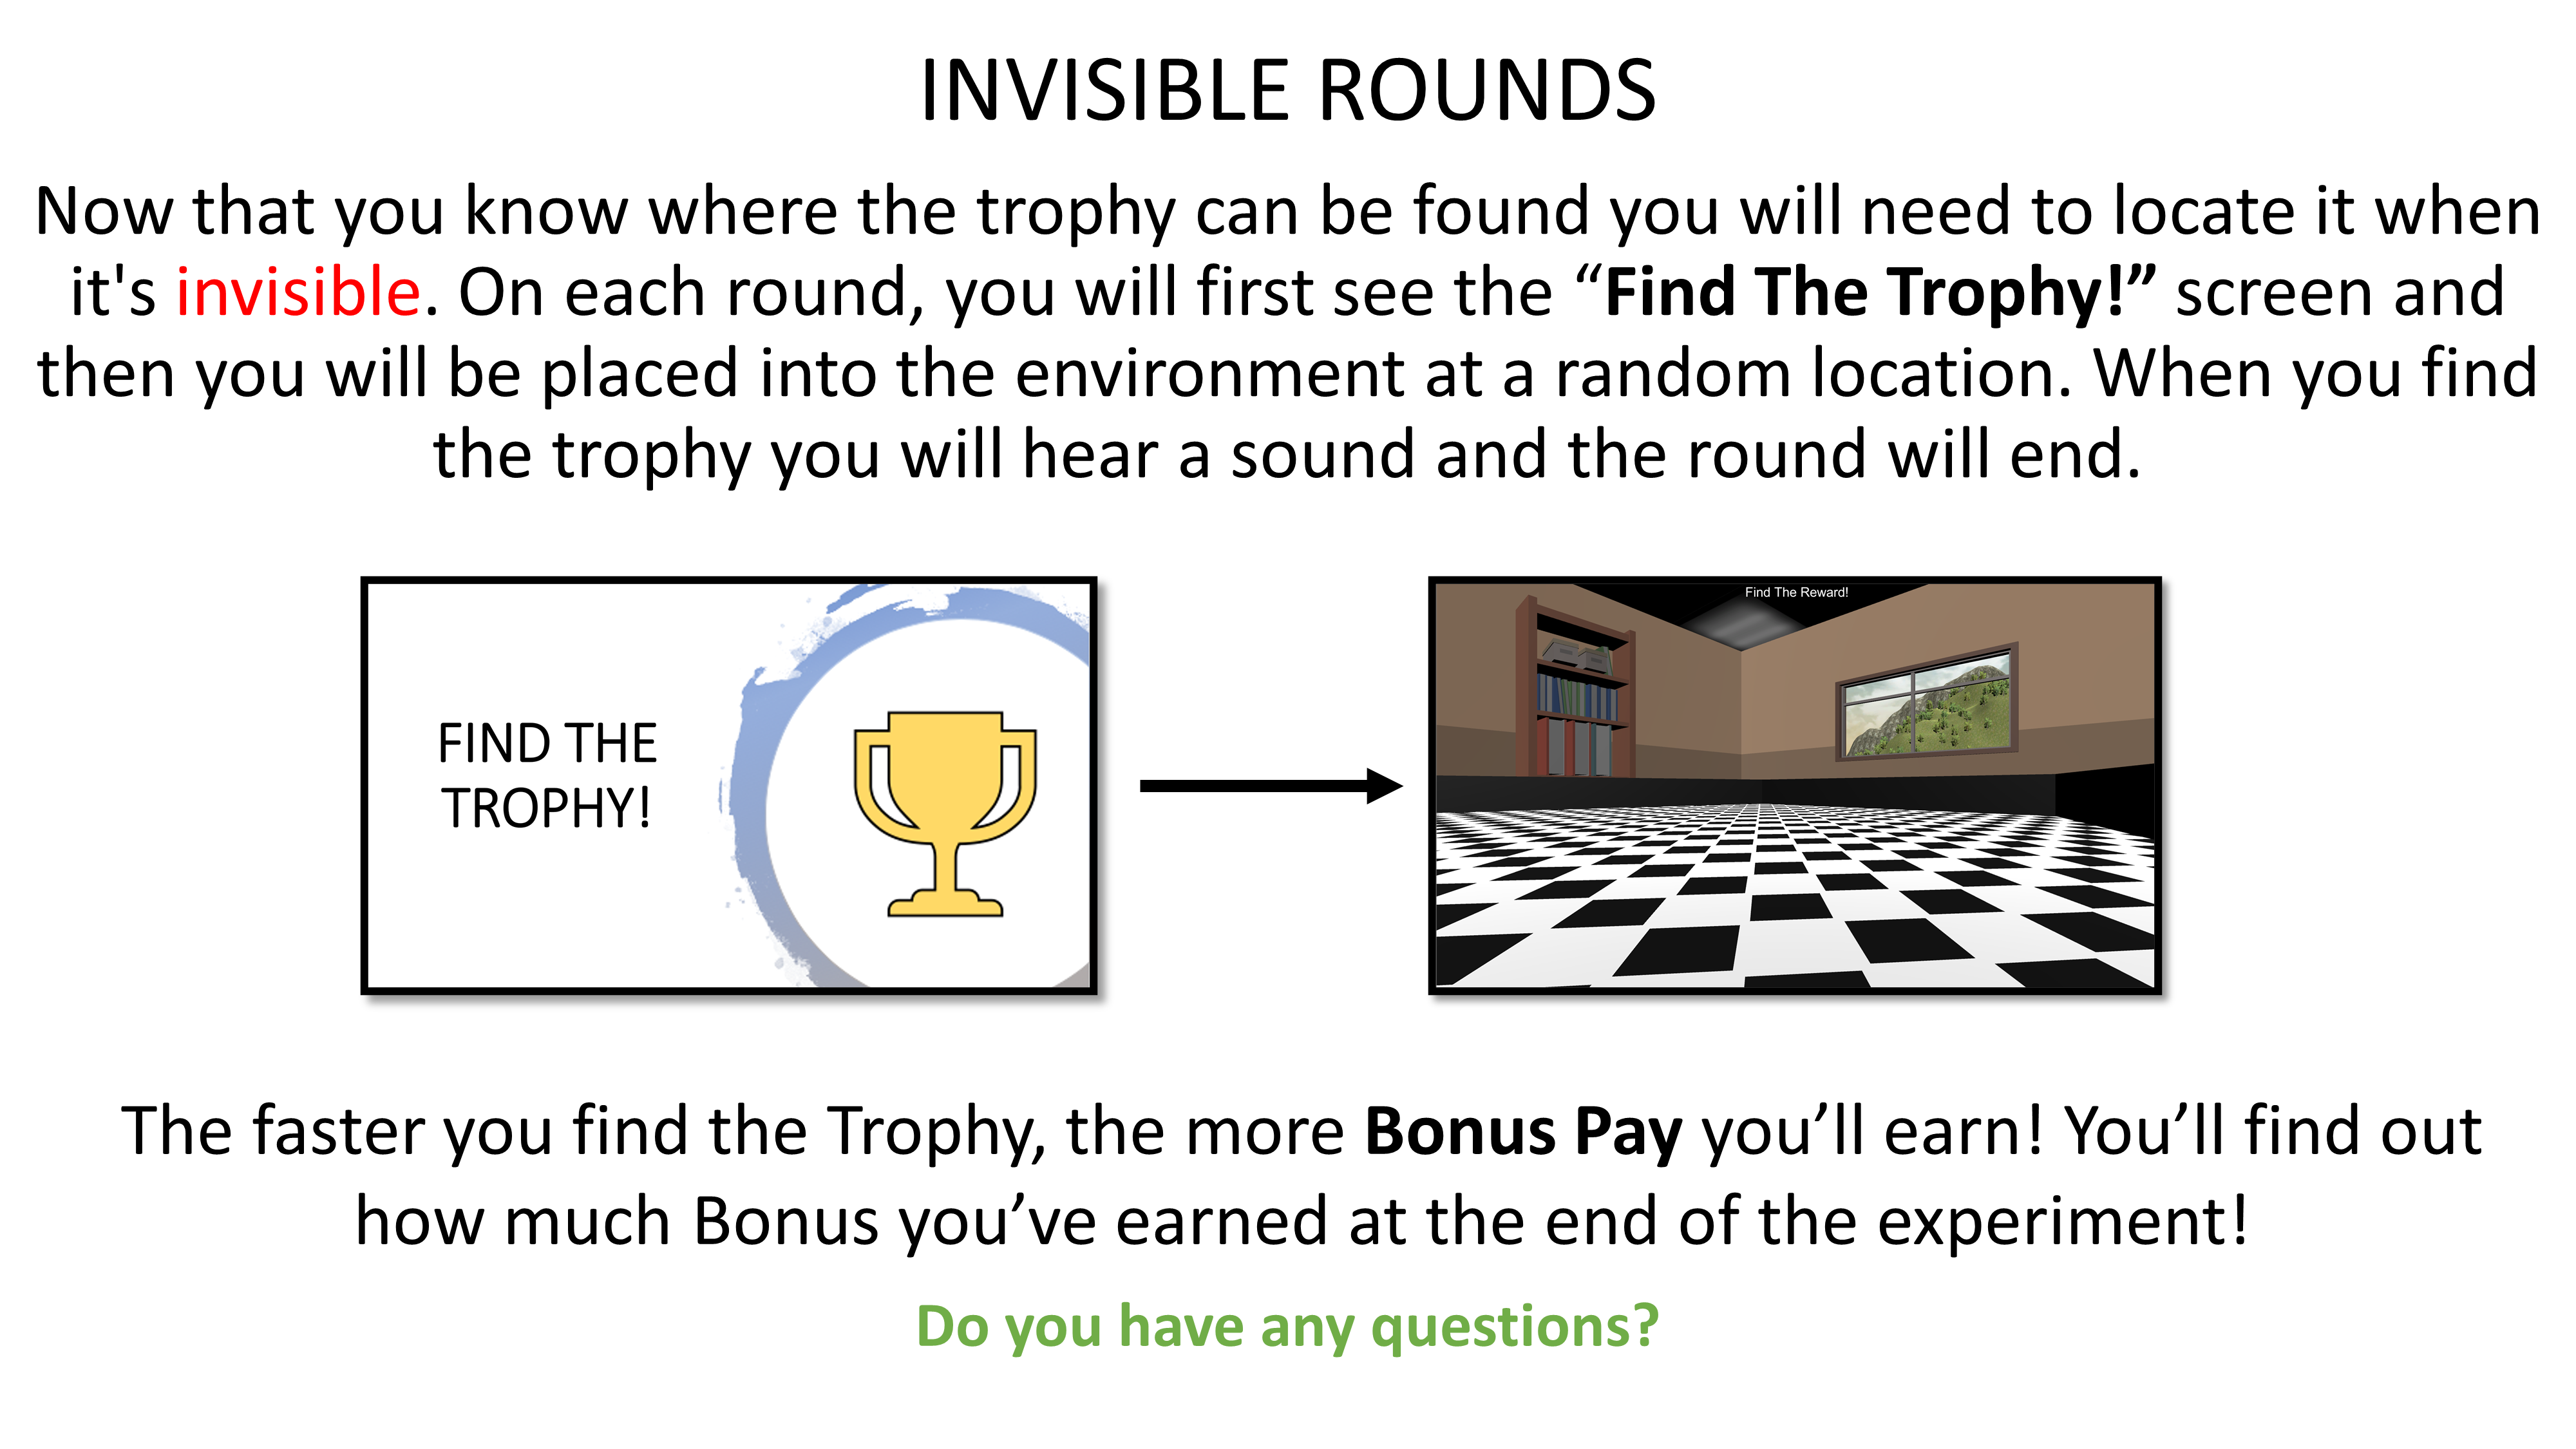 INVISIBLE ROUNDS
Now that you know where the trophy can be found you will need to locate it when
it's invisible. On each round, you will first see the “Find The Trophy!” screen and
then you will be placed into the environment at a random location. When you find
the trophy you will hear a sound and the round will end.
FIND THE
TROPHY!
Find The Reward!
The faster you find the Trophy, the more Bonus Pay you’ll earn! You’ll find out
how much Bonus you’ve earned at the end of the experiment!
Do you have any questions?